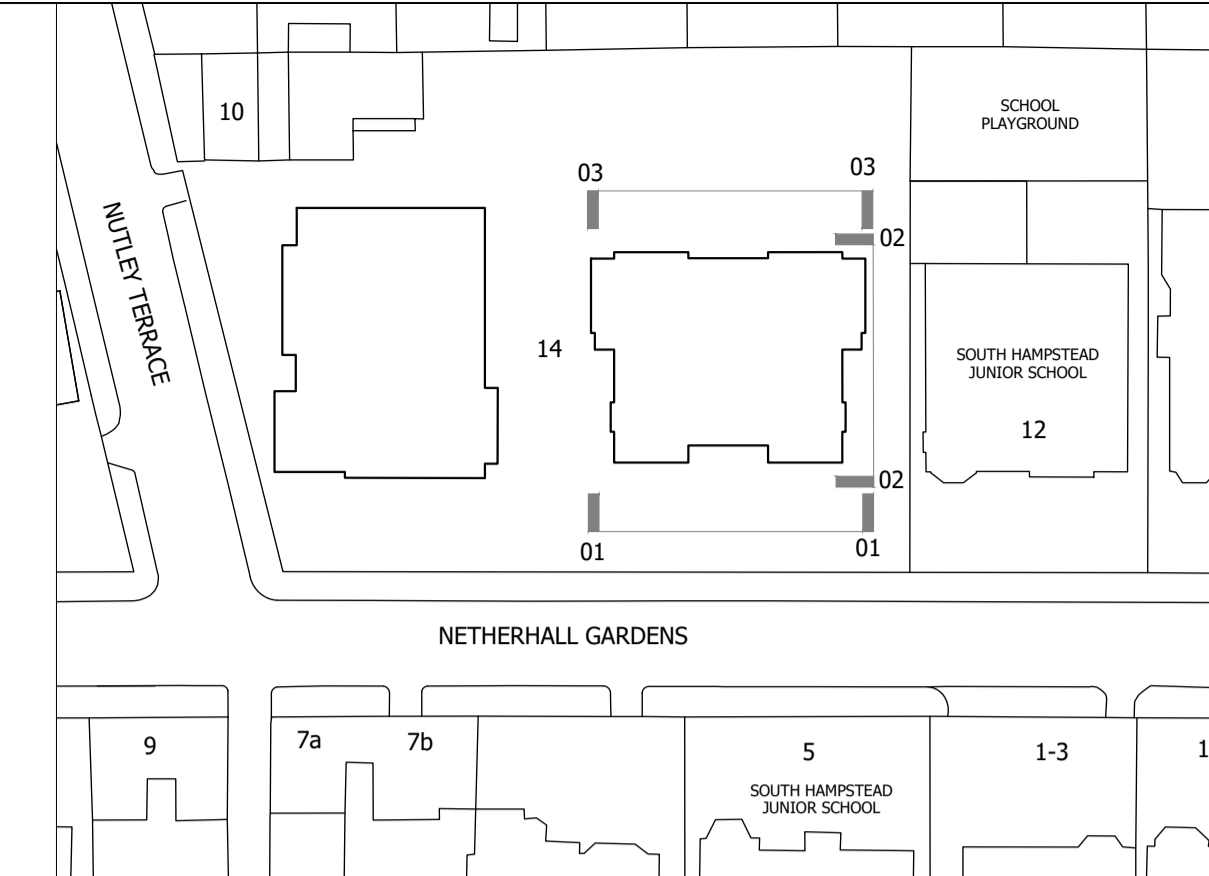 10
SCHOOL
PLAYGROUND
03
03
NUTLEY TERRACE
02
14
SOUTH HAMPSTEAD
JUNIOR SCHOOL
12
02
01
01
NETHERHALL GARDENS
9
7a
7b
5
SOUTH HAMPSTEAD
JUNIOR SCHOOL
1-3
1